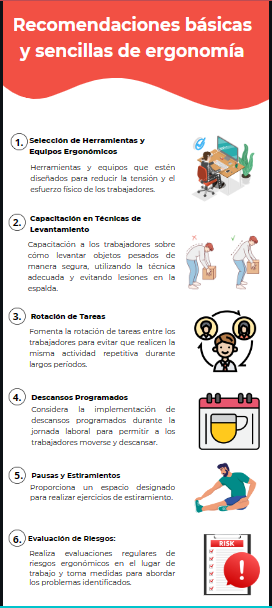 Recomendaciones básicas
y sencillas de ergonomía
1. Selección de Herramientas y
Equipos Ergonómicos
Herramientas y equipos que estén
diseñados para reducir la tensión y el
esfuerzo físico de los trabajadores.
2. Capacitación en Técnicas de
Levantamiento
Capacitación a los trabajadores sobre
cómo levantar objetos pesados de
manera segura, utilizando la técnica
adecuada y evitando lesiones en la
espalda.
3. Rotación de Tareas
Fomenta la rotación de tareas entre los
trabajadores para evitar que realicen la
misma actividad repetitiva durante
largos períodos.
4. Descansos Programados
Considera la implementación de
descansos programados durante la
jornada laboral para permitir a los
trabajadores moverse y descansar.
5. Pausas y Estiramientos
Proporciona un espacio designado
para realizar ejercicios de estiramiento.
6. Evaluación de Riesgos:
Realiza evaluaciones regulares de
riesgos ergonómicos en el lugar de
trabajo y toma medidas para abordar
los problemas identificados.
RISK
!